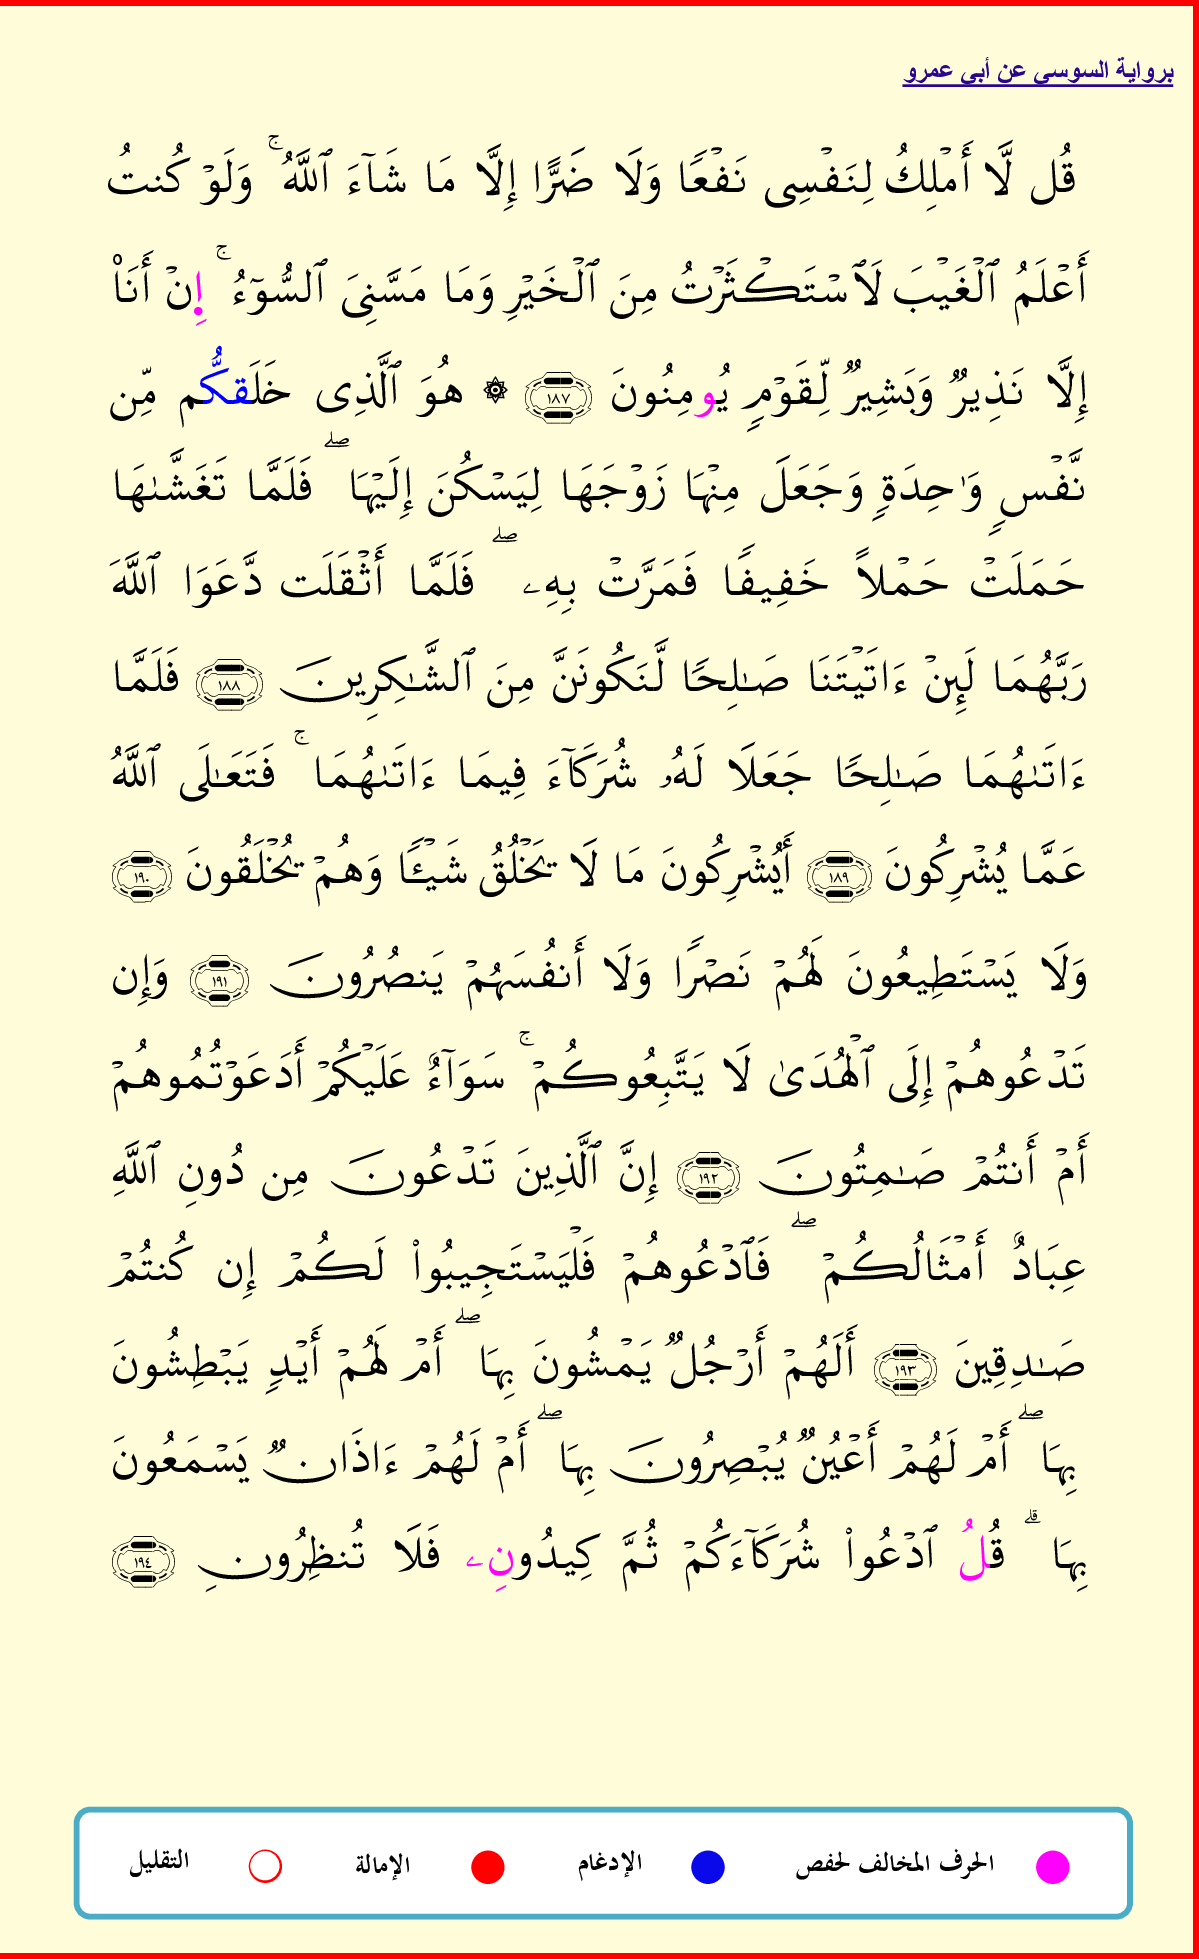 برواية السوسي عن أبي عمرو
قُل لَّا أَمْلِكُ لِنَفْسِى نَفْعًا وَلَا ضَرًّا إِلَّا مَا شَآءَ ٱللَّهُ ۚ وَلَوْ كُنتُ
أَعْلَمُ ٱلْغَيْبَ لَٱسْتَكْثَرْتُ مِنَ ٱلْخَيْرِ وَمَا مَسَّنِىَ ٱلسُّوٓءُ ۚ إِنْ أَنَا۠
إِلَّا نَذِيرٌ وَبَشِيرٌ لِّقَوْمٍ يُومِنُونَ ١٨٧ ۞ هُوَ ٱلَّذِى خَلَقكُّم مِّن
نَّفْسٍ وَٰحِدَةٍ وَجَعَلَ مِنْهَا زَوْجَهَا لِيَسْكُنَ إِلَيْهَا ۖ فَلَمَّا تَغَشَّىٰهَا
حَمَلَتْ حَمْلاً خَفِيفًا فَمَرَّتْ بِهِۦ ۖ فَلَمَّا أَثْقَلَت دَّعَوَا ٱللَّهَ
رَبَّهُمَا لَئِنْ ءَاتَيْتَنَا صَـٰلِحًا لَّنَكُونَنَّ مِنَ ٱلشَّـٰكِرِينَ ١٨٨ فَلَمَّا
ءَاتَىٰهُمَا صَـٰلِحًا جَعَلَا لَهُۥ شُرَكَآءَ فِيمَا ءَاتَىٰهُمَا ۚ فَتَعَـٰلَى ٱللَّهُ
عَمَّا يُشْرِكُونَ ١٨٩ أَيُشْرِكُونَ مَا لَا يَخْلُقُ شَيْـًٔا وَهُمْ يُخْلَقُونَ ١٩٠
وَلَا يَسْتَطِيعُونَ لَهُمْ نَصْرًا وَلَا أَنفُسَهُمْ يَنصُرُونَ ١٩١ وَإِن
تَدْعُوهُمْ إِلَى ٱلْهُدَىٰ لَا يَتَّبِعُوكُمْ ۚ سَوَآءٌ عَلَيْكُمْ أَدَعَوْتُمُوهُمْ
أَمْ أَنتُمْ صَـٰمِتُونَ ١٩٢ إِنَّ ٱلَّذِينَ تَدْعُونَ مِن دُونِ ٱللَّهِ
عِبَادٌ أَمْثَالُكُمْ ۖ فَٱدْعُوهُمْ فَلْيَسْتَجِيبُوا۟ لَكُمْ إِن كُنتُمْ
صَـٰدِقِينَ ١٩٣ أَلَهُمْ أَرْجُلٌ يَمْشُونَ بِهَا ۖ أَمْ لَهُمْ أَيْدٍ يَبْطِشُونَ
بِهَا ۖ أَمْ لَهُمْ أَعْيُنٌ يُبْصِرُونَ بِهَا ۖ أَمْ لَهُمْ ءَاذَانٌ يَسْمَعُونَ
بِهَا ۗ قُلُ ٱدْعُوا۟ شُرَكَآءَكُمْ ثُمَّ كِيدُونِۦ فَلَا تُنظِرُونِ ١٩٤
الحرف المخالف لحفص الإدغام الإمالة التقليل